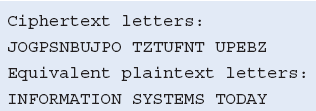 Ciphertext letters:
JOGPSNBUJPO TZTUFNT UPEBZ
Equivalent plaintext letters:
INFORMATION SYSTEMS TODAY